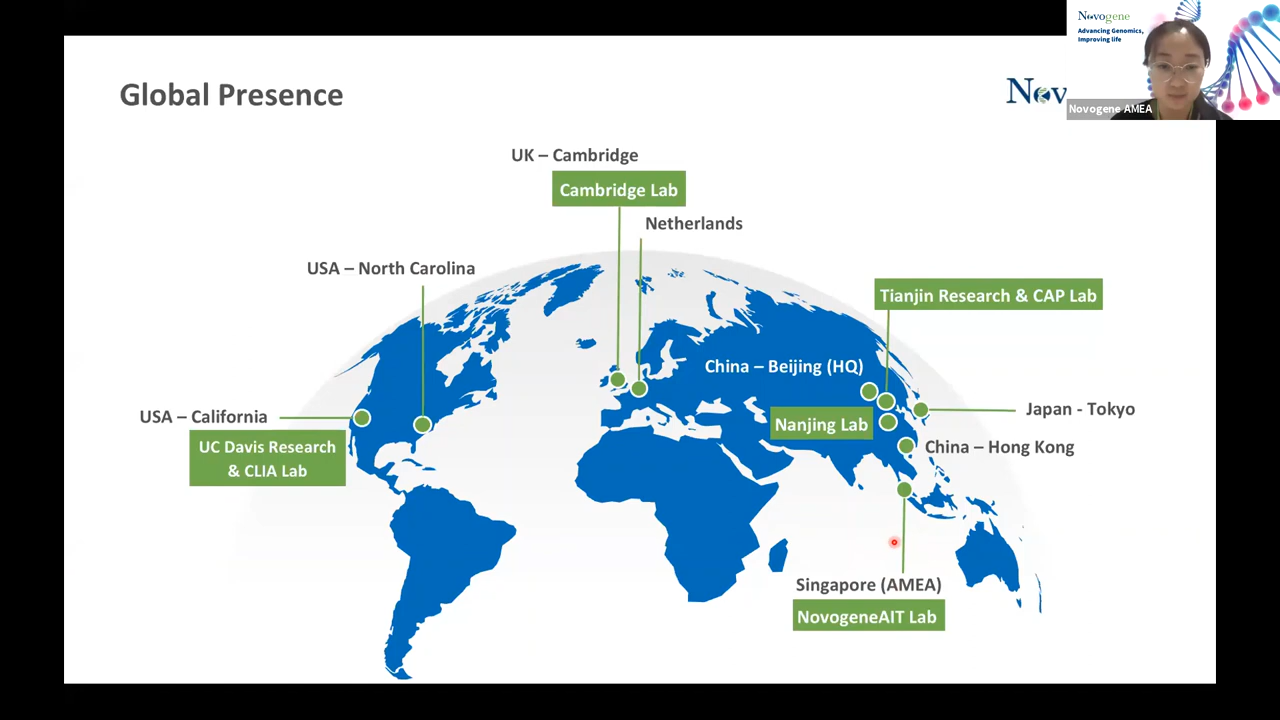 Novogene
Advancing Genomics,
Improving life
Novogene AMEA
Global Presence
Nov
UK – Cambridge
Cambridge Lab
Netherlands
USA – North Carolina
Tianjin Research & CAP Lab
China – Beijing (HQ)
USA – California
UC Davis Research
& CLIA Lab
Nanjing Lab
Japan - Tokyo
China – Hong Kong
Singapore (AMEA)
NovogeneAIT Lab